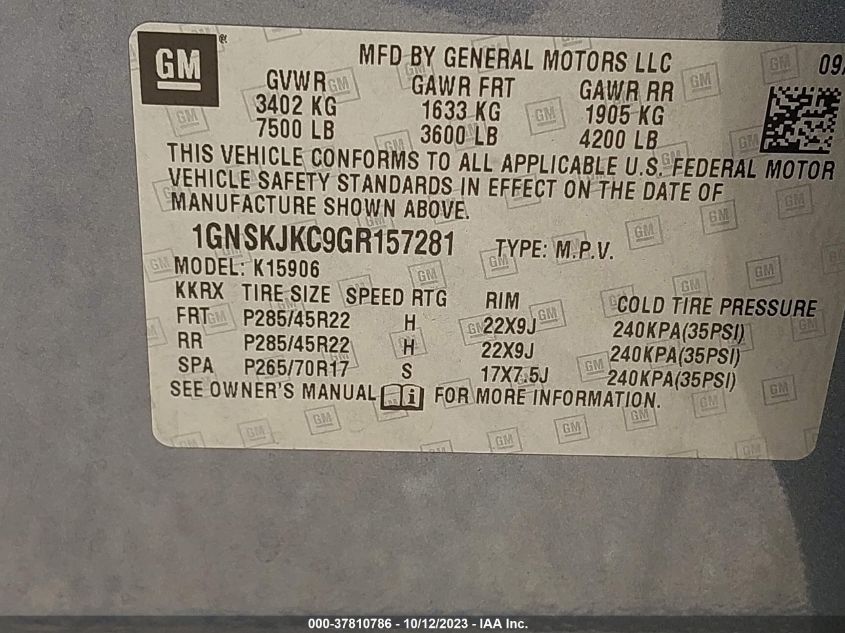 GM ®
MFD BY GENERAL MOTORS LLC 09/
GVWR GAWR FRT GAWR RR
3402 KG 1633 KG 1905 KG
7500 LB 3600 LB 4200 LB
THIS VEHICLE CONFORMS TO ALL APPLICABLE U.S. FEDERAL MOTOR
VEHICLE SAFETY STANDARDS IN EFFECT ON THE DATE OF
MANUFACTURE SHOWN ABOVE.
1GNSKJKC9GR157281 TYPE: M.P.V.
MODEL: K15906
KKRX TIRE SIZE SPEED RTG RIM COLD TIRE PRESSURE
FRT P285/45R22 H 22X9J 240KPA(35PSI)
RR P285/45R22 H 22X9J 240KPA(35PSI)
SPA P265/70R17 S 17X7.5J 240KPA(35PSI)
SEE OWNER'S MANUAL i FOR MORE INFORMATION.
000-37810786 - 10/12/2023 - IAA Inc.